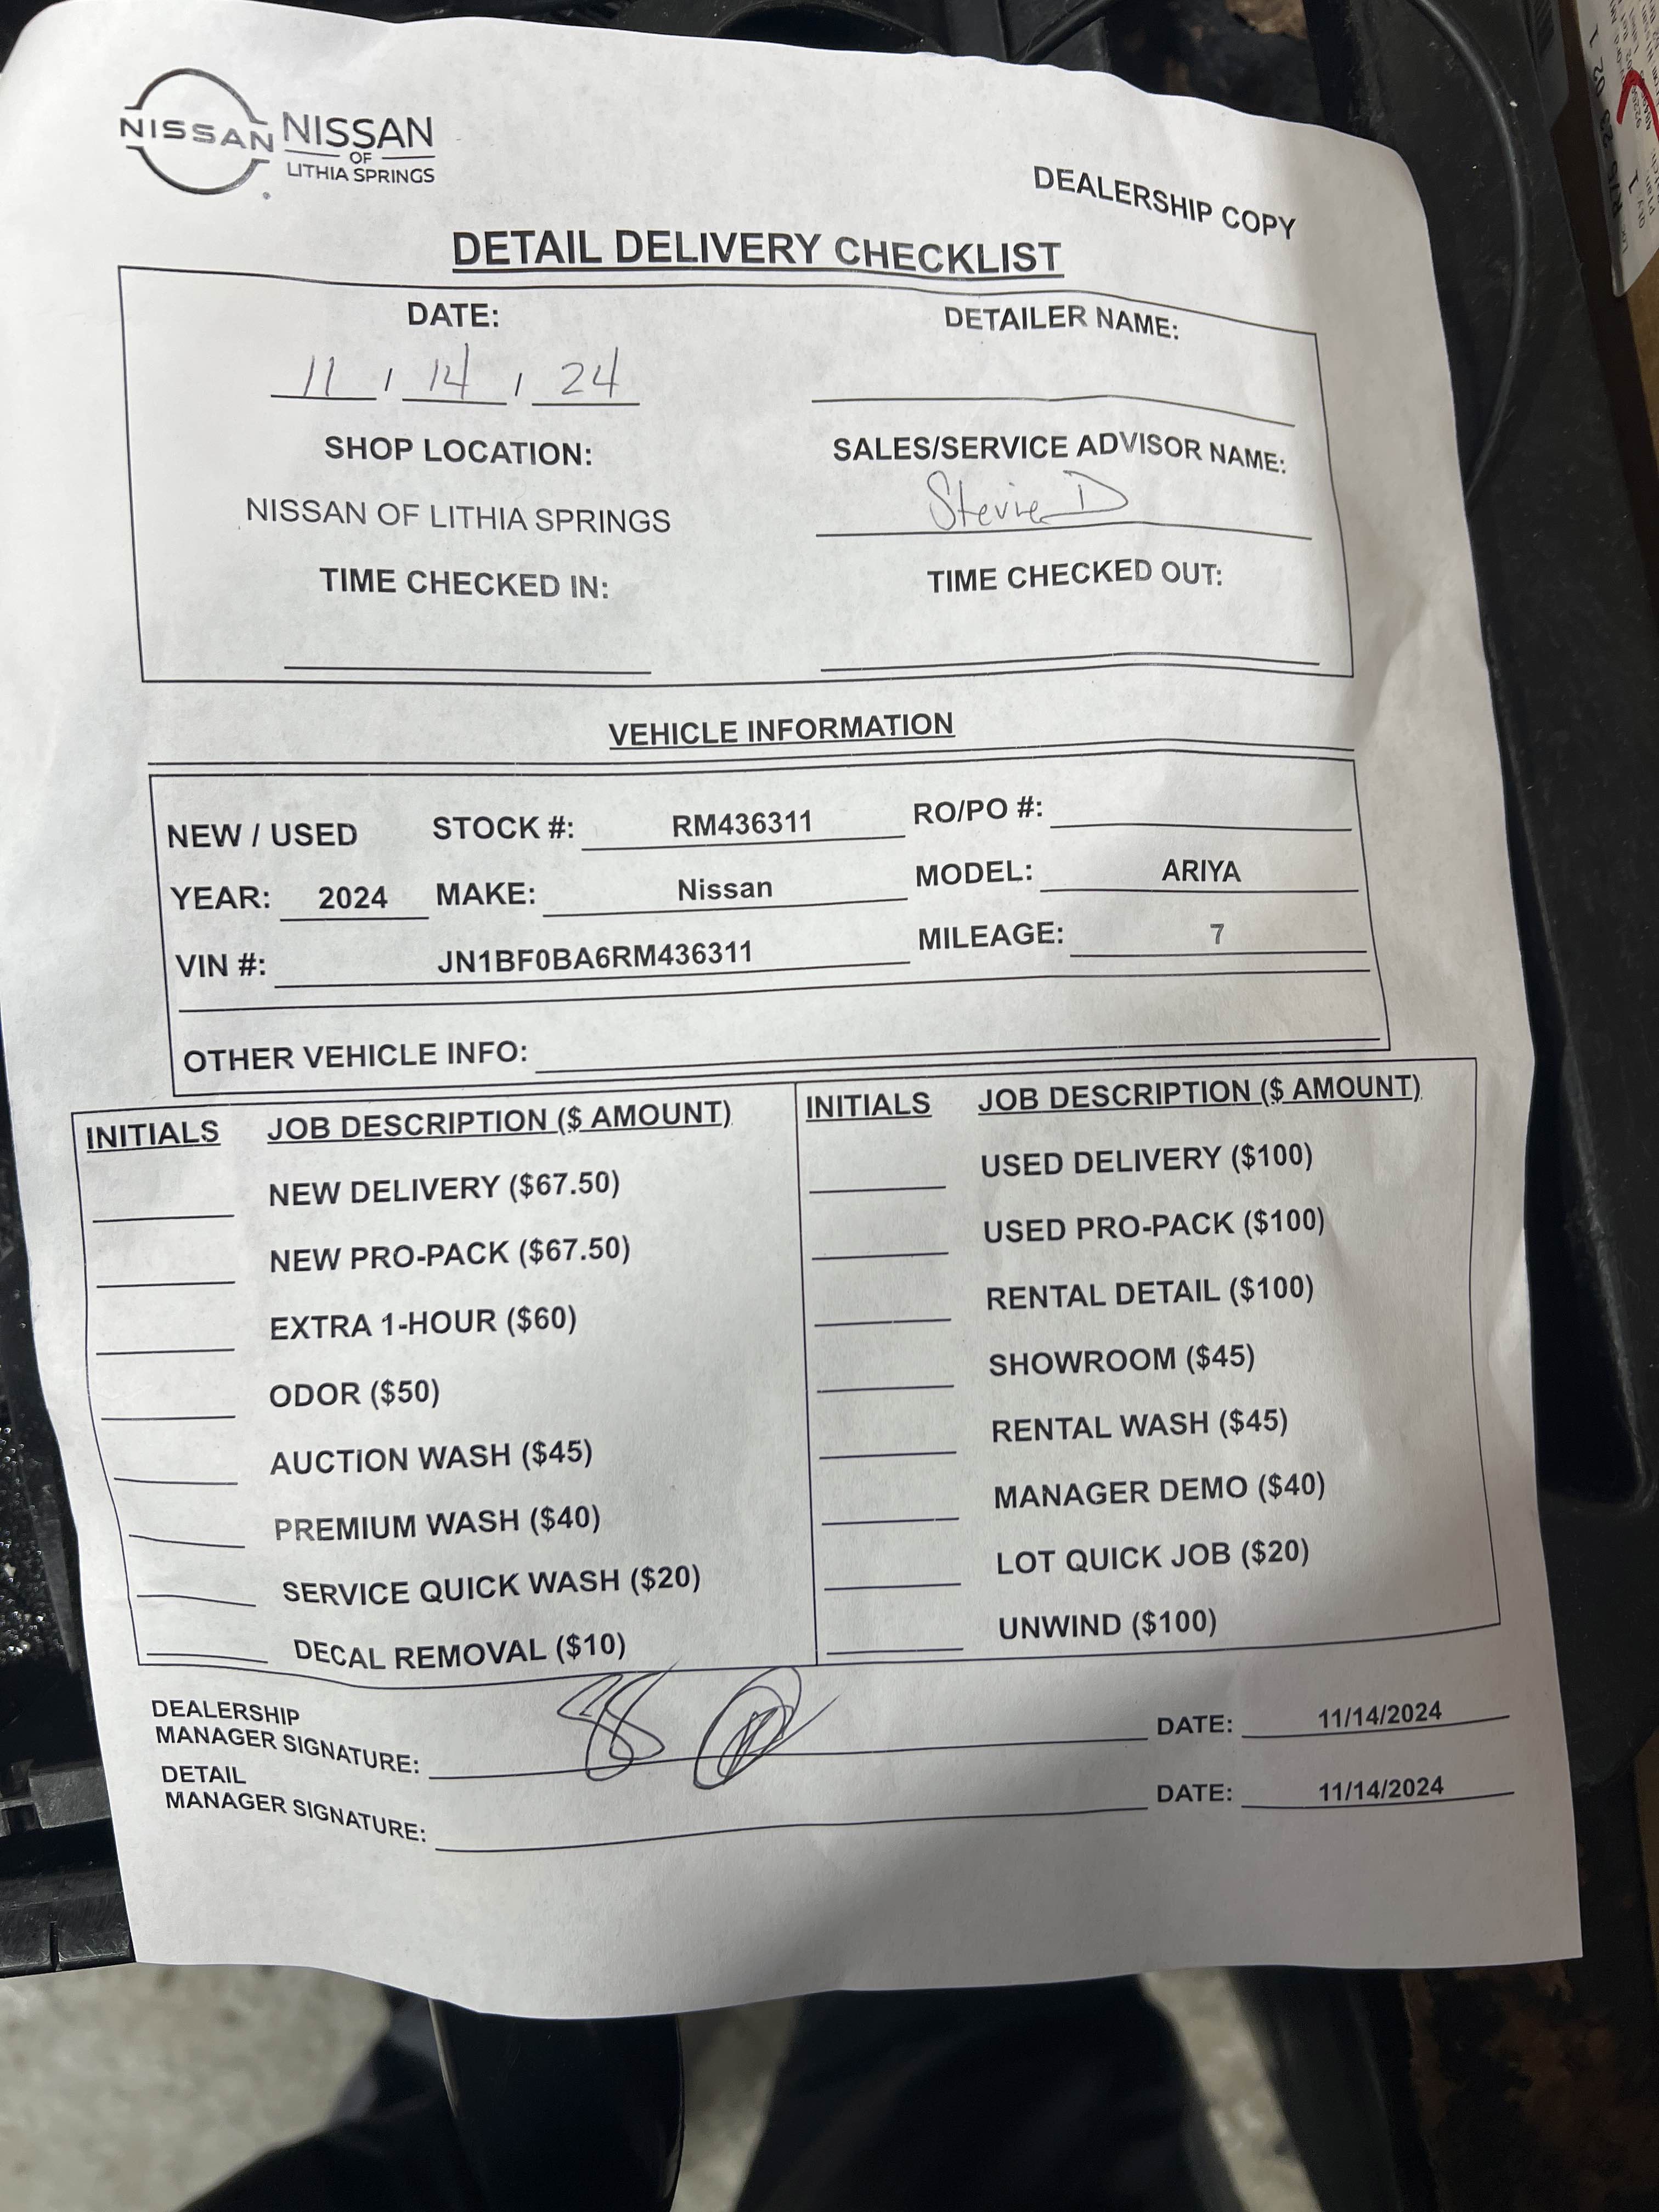 NISSAN
NISSAN
OF
LITHIA SPRINGS
DEALERSHIP COPY
DETAIL DELIVERY CHECKLIST
DATE:
11 / 14 / 24
DETAILER NAME:
SHOP LOCATION:
NISSAN OF LITHIA SPRINGS
SALES/SERVICE ADVISOR NAME:
Stevie D
TIME CHECKED IN:
TIME CHECKED OUT:
VEHICLE INFORMATION
NEW / USED STOCK #: RM436311 RO/PO #:
YEAR: 2024 MAKE: Nissan MODEL: ARIYA
VIN #: JN1BF0BA6RM436311 MILEAGE: 7
OTHER VEHICLE INFO:
INITIALS JOB DESCRIPTION ($ AMOUNT)
NEW DELIVERY ($67.50)
NEW PRO-PACK ($67.50)
EXTRA 1-HOUR ($60)
ODOR ($50)
AUCTION WASH ($45)
PREMIUM WASH ($40)
SERVICE QUICK WASH ($20)
DECAL REMOVAL ($10)
INITIALS JOB DESCRIPTION ($ AMOUNT)
USED DELIVERY ($100)
USED PRO-PACK ($100)
RENTAL DETAIL ($100)
SHOWROOM ($45)
RENTAL WASH ($45)
MANAGER DEMO ($40)
LOT QUICK JOB ($20)
UNWIND ($100)
DEALERSHIP
MANAGER SIGNATURE: DATE: 11/14/2024
DETAIL
MANAGER SIGNATURE: DATE: 11/14/2024